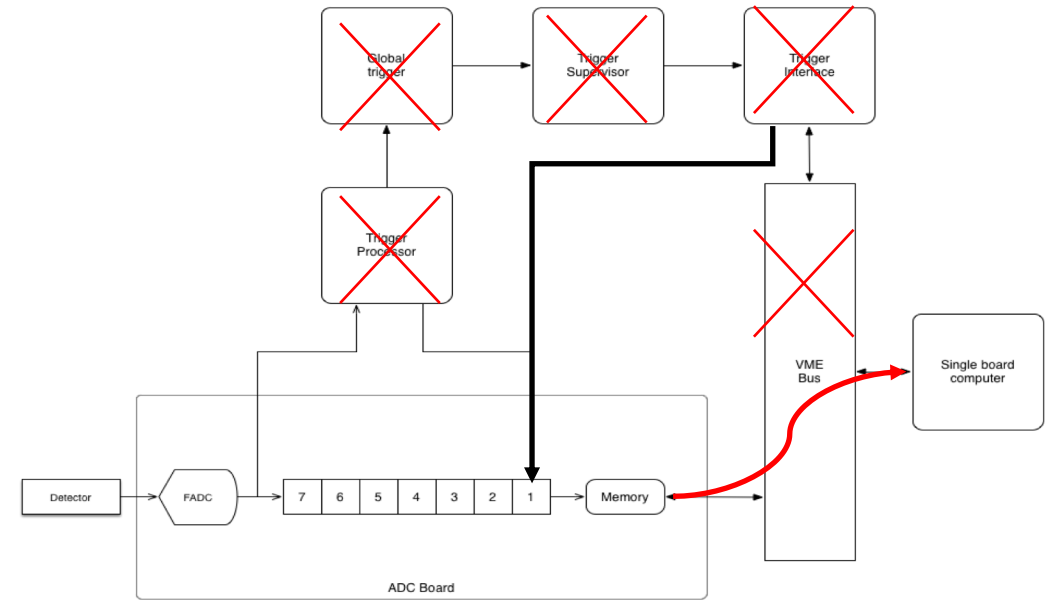 Global
trigger
Trigger
Supervisor
Trigger
Interface
Trigger
Processor
VME
Bus
Single board
computer
Detector
FADC
7
6
5
4
3
2
1
Memory
ADC Board